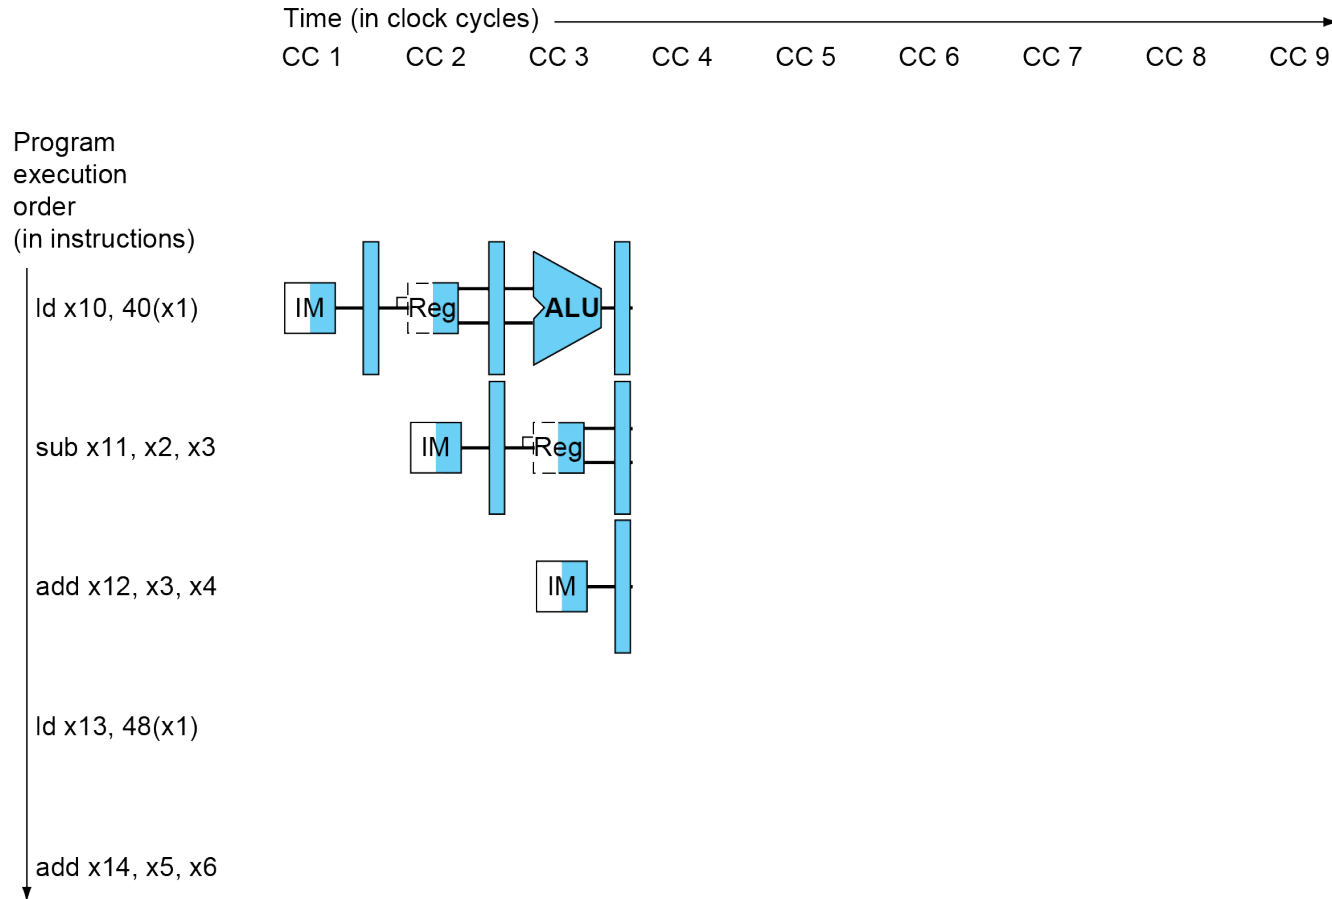 Time (in clock cycles)
CC 1 CC 2 CC 3 CC 4 CC 5 CC 6 CC 7 CC 8 CC 9
Program
execution
order
(in instructions)
ld x10, 40(x1)
IM Reg ALU
sub x11, x2, x3
IM Reg
add x12, x3, x4
IM
ld x13, 48(x1)
add x14, x5, x6